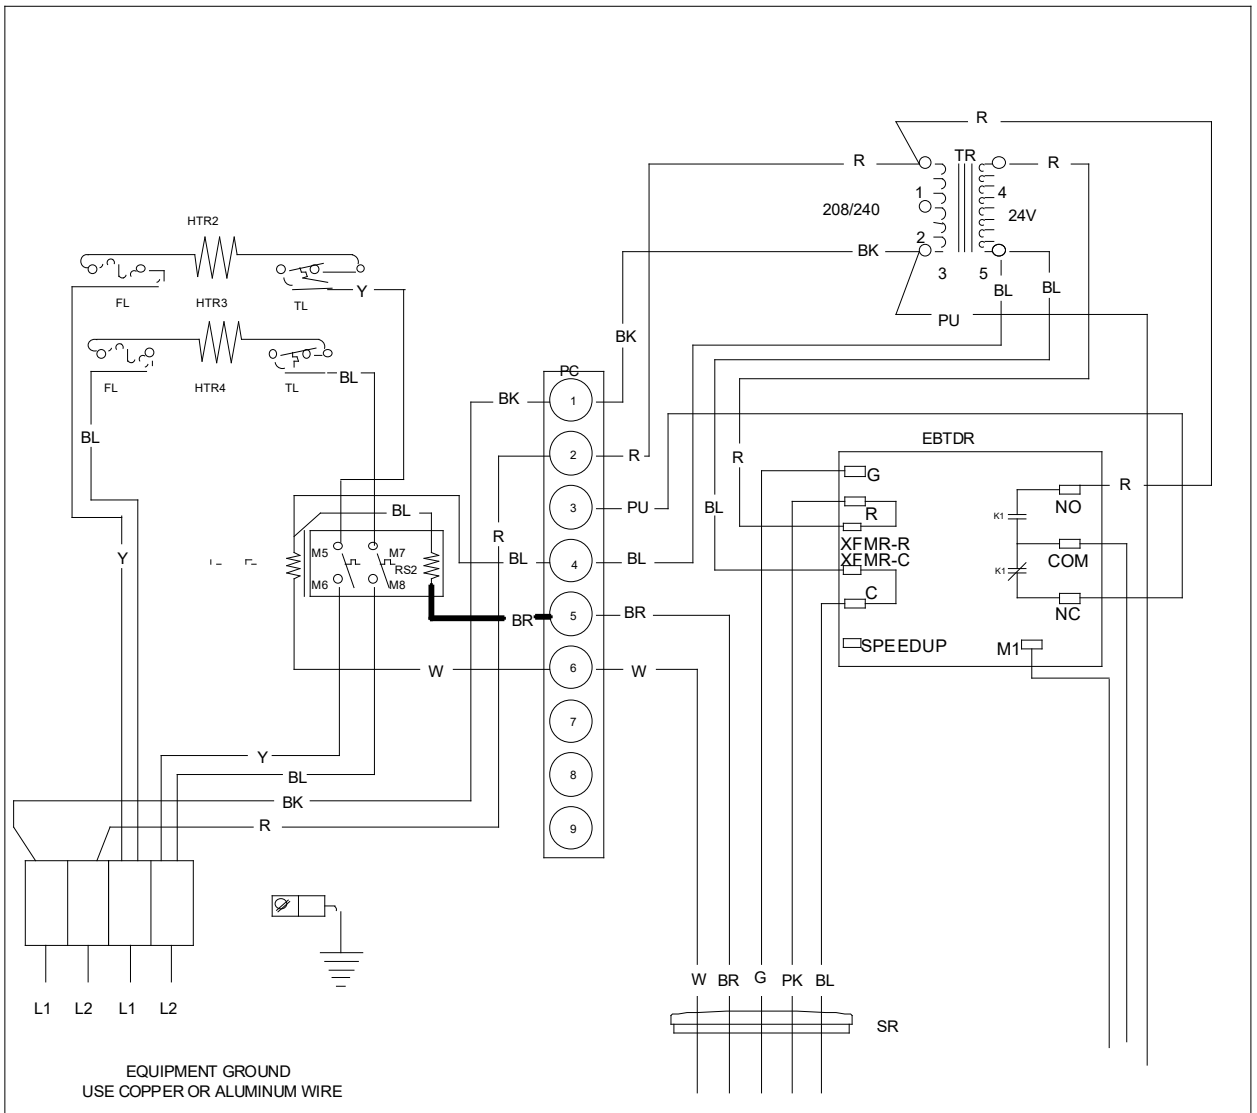 R
R
TR
R
1
4
208/240
24V
2
BK
3
5
BL
BL
PU
HTR2
FL
HTR3
TL
Y
BK
FL
HTR4
TL
BL
PC
BK
1
BL
EBTDR
2
R
R
G
R
3
PU
BL
R
NO
K1
BL
R
XFMR-R
XFMR-C
COM
K1
M5
M7
RS2
M6
M8
BL
4
BL
Y
C
NC
BR
5
BR
SPEEDUP
M1
W
6
W
7
Y
8
BL
BK
R
9
W
BR
G
PK
BL
L1
L2
L1
L2
SR
EQUIPMENT GROUND
USE COPPER OR ALUMINUM WIRE